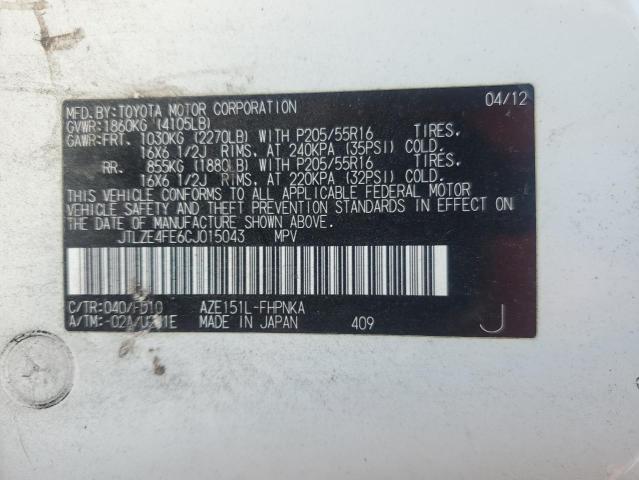 MFD.BY:TOYOTA MOTOR CORPORATION 04/12
GVWR:1860KG (4105LB)
GAWR:FRT. 1030KG (2270LB) WITH P205/55R16 TIRES,
16X6 1/2J RIMS, AT 240KPA (35PSI) COLD.
RR. 855KG (1880LB) WITH P205/55R16 TIRES,
16X6 1/2J RIMS, AT 220KPA (32PSI) COLD.
THIS VEHICLE CONFORMS TO ALL APPLICABLE FEDERAL MOTOR
VEHICLE SAFETY AND THEFT PREVENTION STANDARDS IN EFFECT ON
THE DATE OF MANUFACTURE SHOWN ABOVE.
JTLZE4FE6CJ015043 MPV
C/TR:040/FD10 AZE151L-FHPNKA
A/TM:-02A/U241E MADE IN JAPAN 409 J